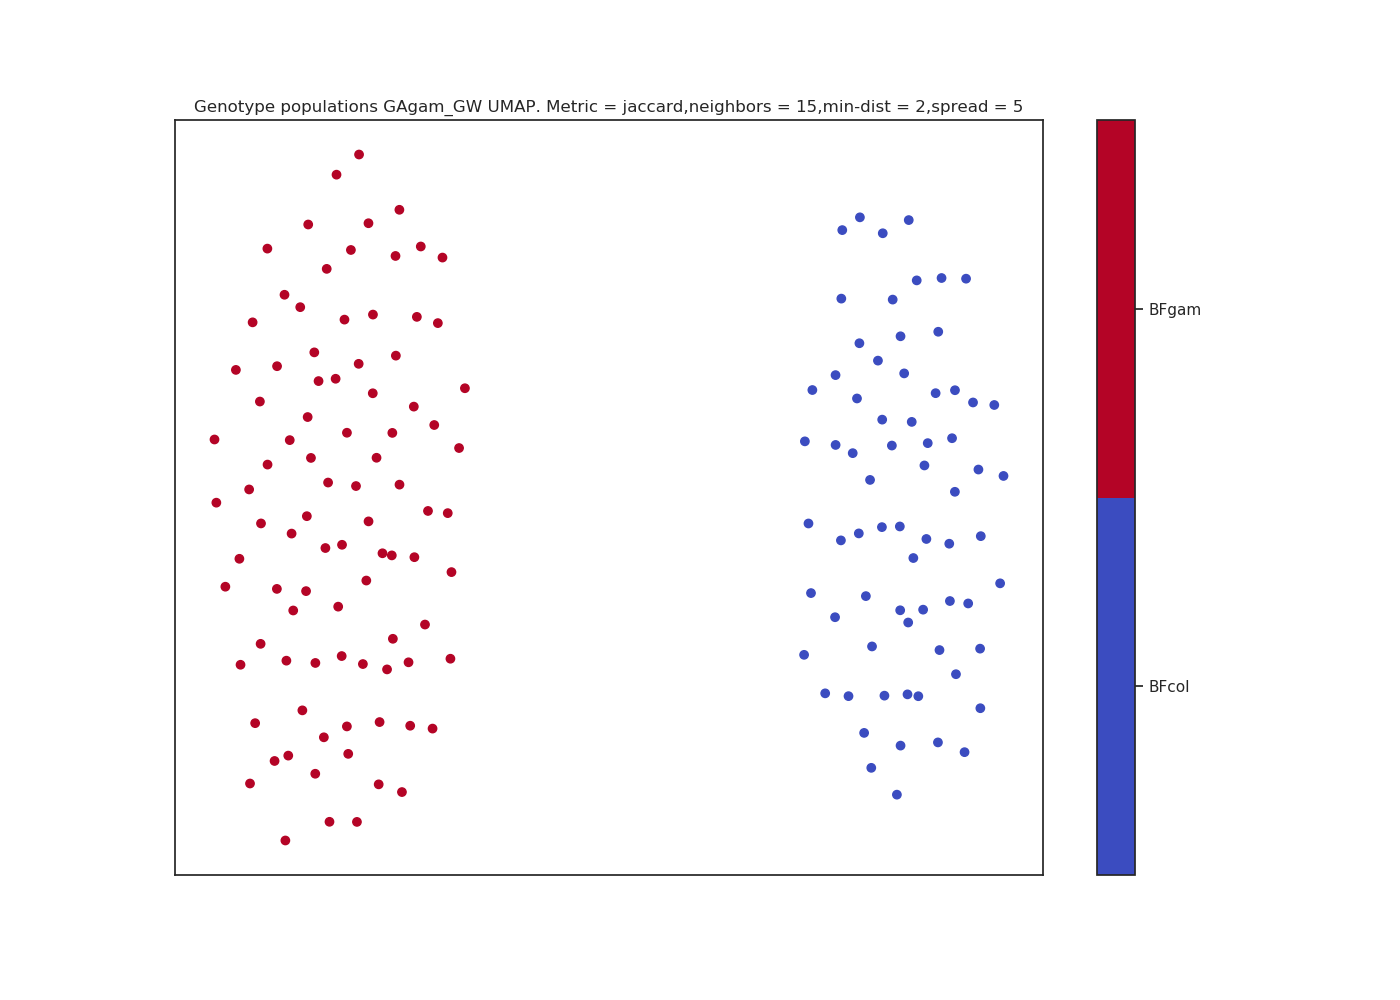 Genotype populations GAgam_GW UMAP. Metric = jaccard,neighbors = 15,min-dist = 2,spread = 5
BFgam
BFcol